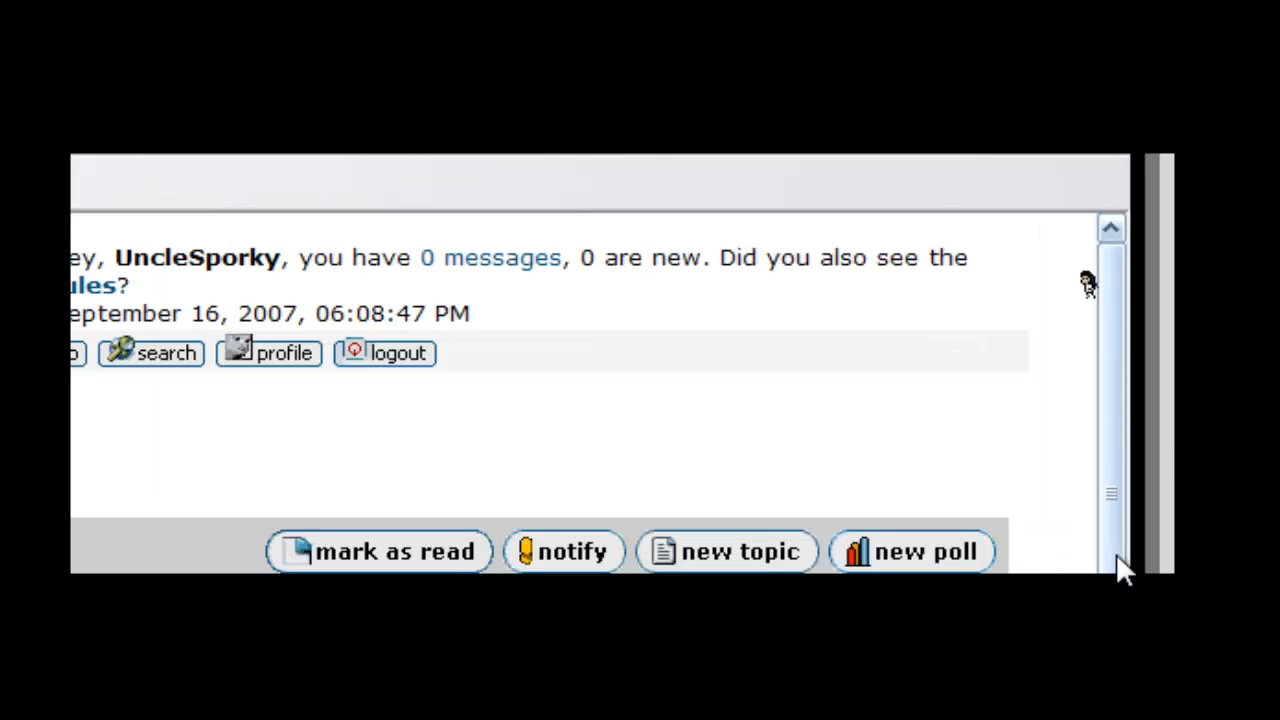 ey, UncleSporky, you have 0 messages, 0 are new. Did you also see the
ules?
eptember 16, 2007, 06:08:47 PM
p search profile logout
mark as read notify new topic new poll